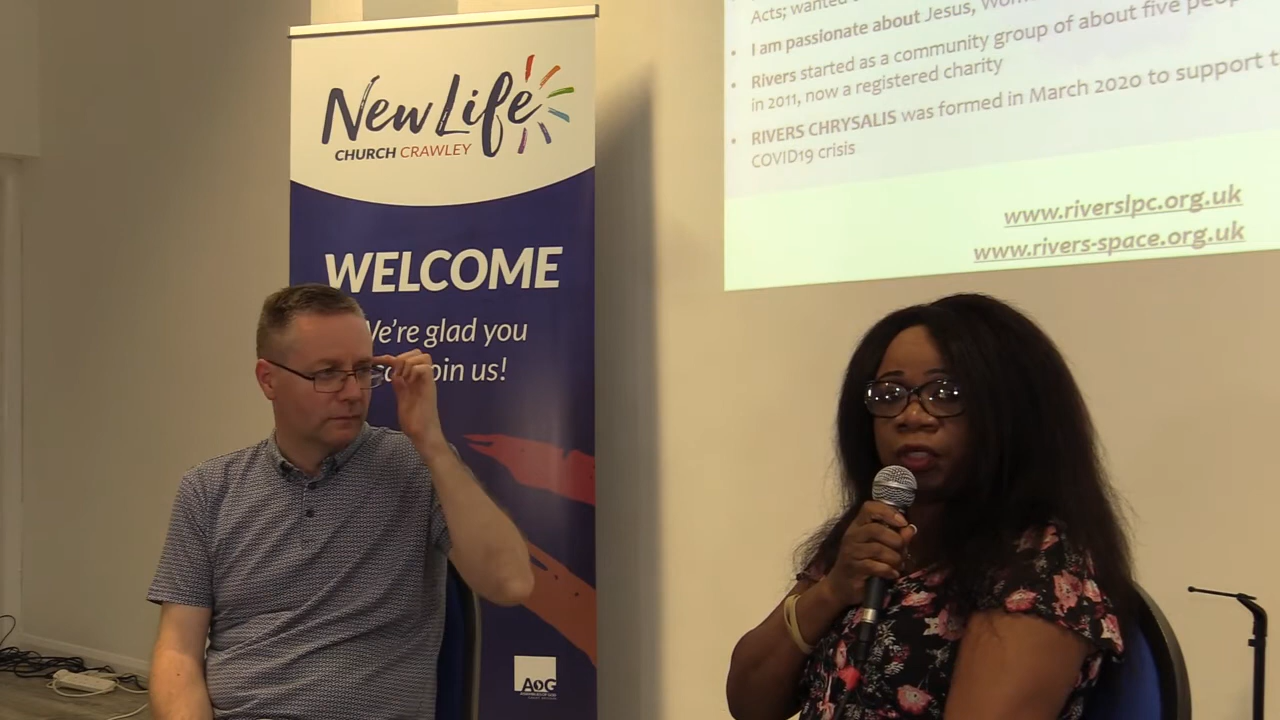 New Life
CHURCH CRAWLEY
WELCOME
We're glad you
join us!
AoG
Acts; wanted
• I am passionate about Jesus,
• Rivers started as a community group of about five
in 2011, now a registered charity
• RIVERS CHRYSALIS was formed in March 2020 to support
COVID19 crisis
www.riverslpc.org.uk
www.rivers-space.org.uk